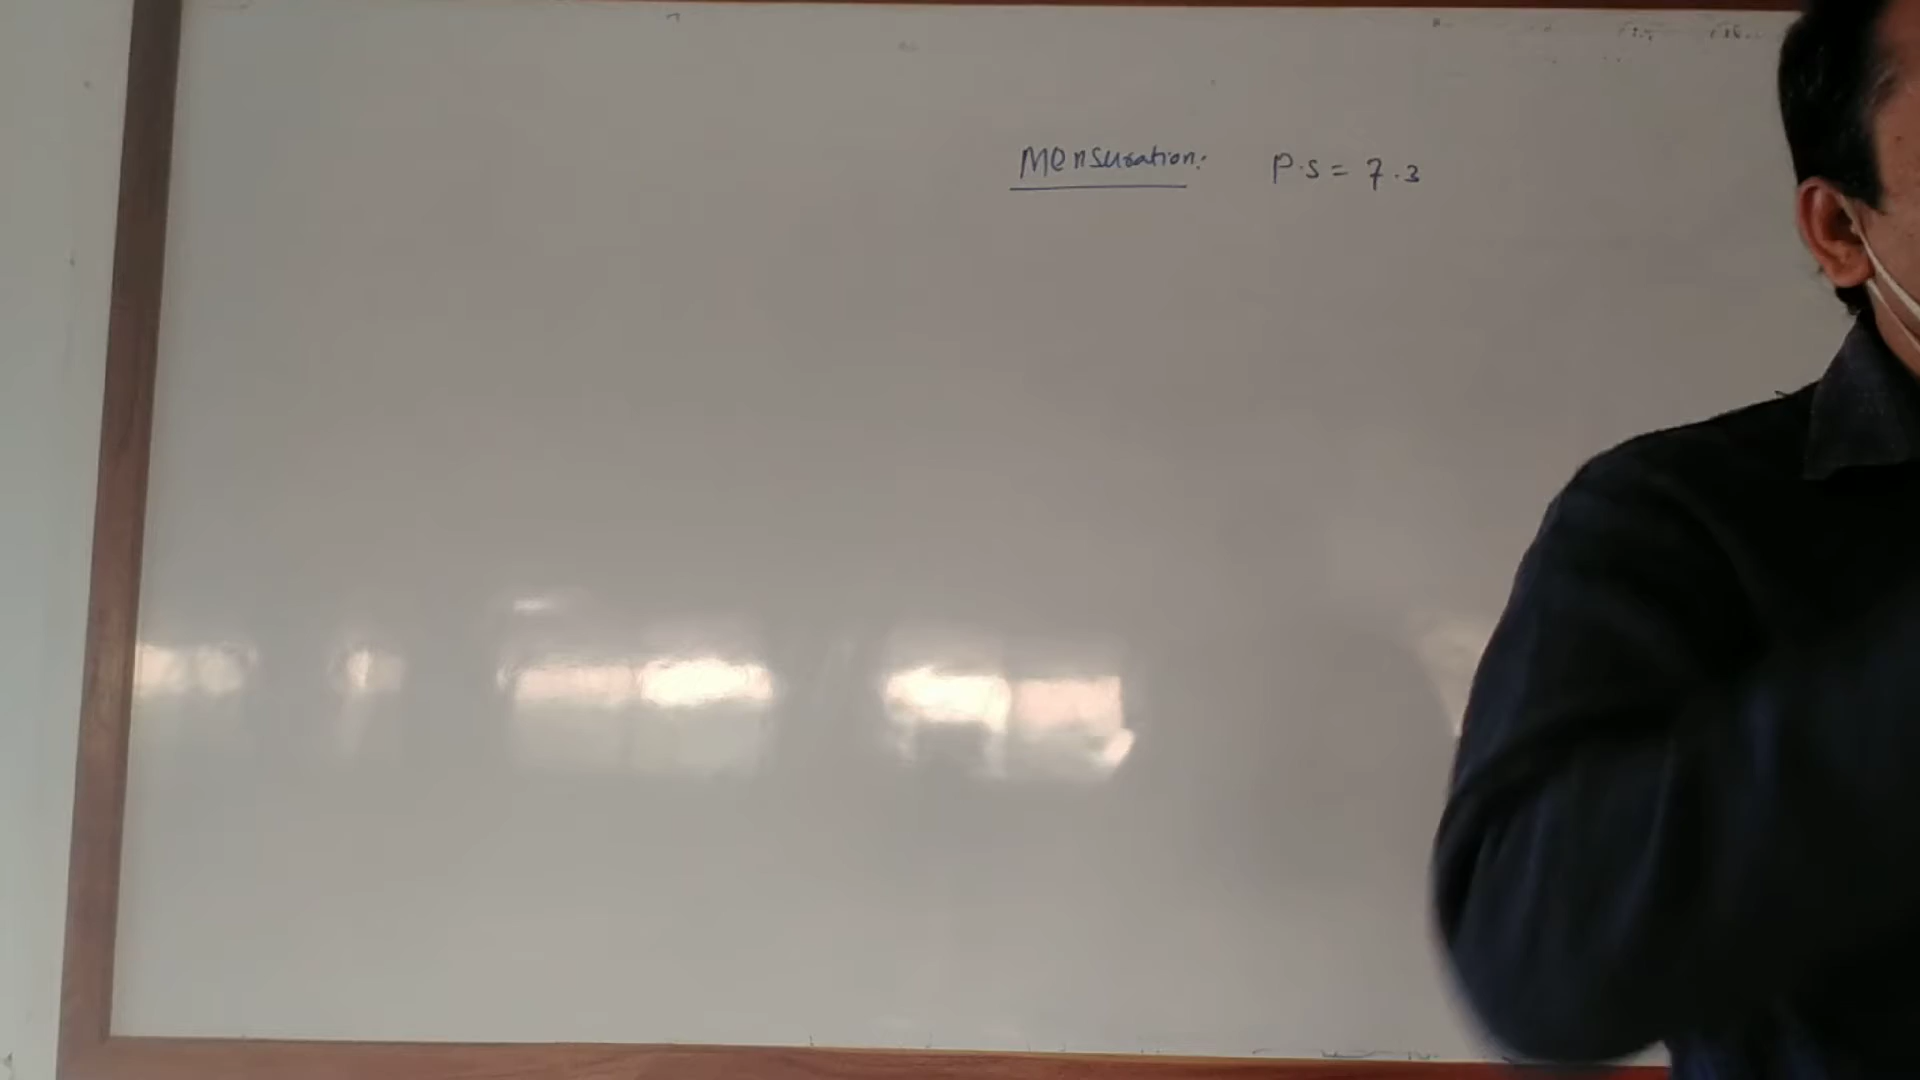 Mensuration: P.S = 7.3